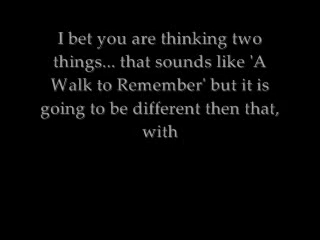 I bet you are thinking two
things... that sounds like 'A
Walk to Remember' but it is
going to be different then that,
with